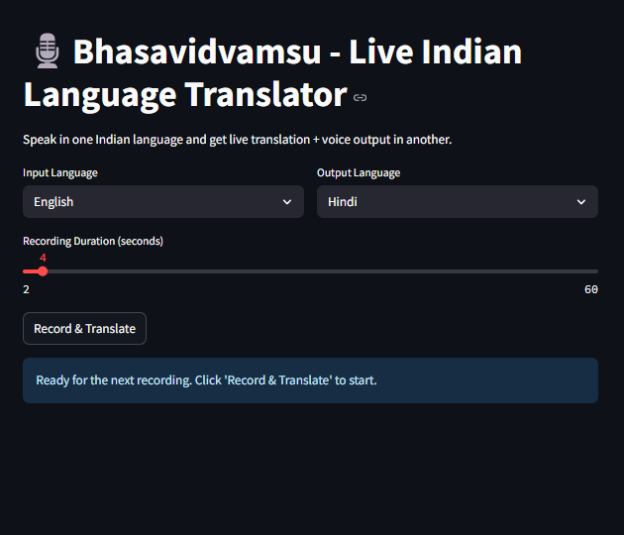 🎙️ Bhasavidvamsu - Live Indian
Language Translator
Speak in one Indian language and get live translation + voice output in another.
Input Language
Output Language
English
Hindi
Recording Duration (seconds)
4
2
60
Record & Translate
Ready for the next recording. Click 'Record & Translate' to start.